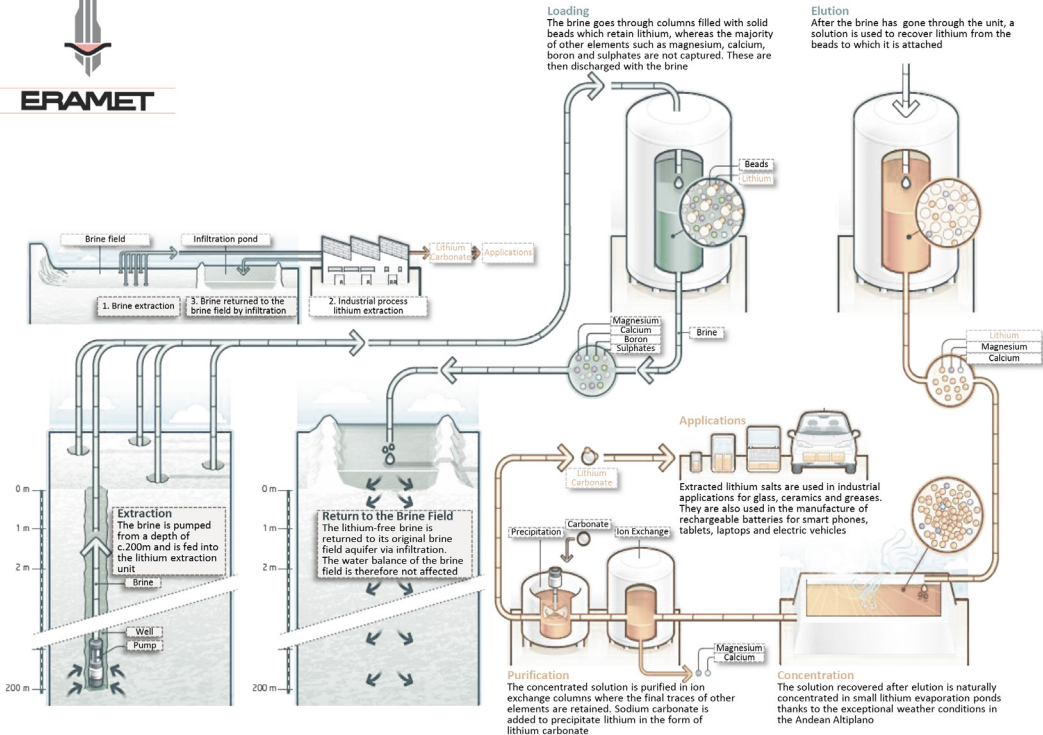 ERAMET
Loading
The brine goes through columns filled with solid
beads which retain lithium, whereas the majority
of other elements such as magnesium, calcium,
boron and sulphates are not captured. These are
then discharged with the brine
Elution
After the brine has gone through the unit, a
solution is used to recover lithium from the
beads to which it is attached
Beads
Lithium
Brine field
Infiltration pond
Lithium
Carbonate
Applications
1. Brine extraction
3. Brine returned to the
brine field by infiltration
2. Industrial process
lithium extraction
Magnesium
Calcium
Boron
Sulphates
Brine
Lithium
Magnesium
Calcium
0 m
1 m
2 m
200 m
Extraction
The brine is pumped
from a depth of
c.200m and is fed into
the lithium extraction
unit
Brine
Well
Pump
0 m
1 m
2 m
200 m
Return to the Brine Field
The lithium-free brine is
returned to its original brine
field aquifer via infiltration.
The water balance of the brine
field is therefore not affected
Lithium
Carbonate
Applications
Extracted lithium salts are used in industrial
applications for glass, ceramics and greases.
They are also used in the manufacture of
rechargeable batteries for smart phones,
tablets, laptops and electric vehicles
Precipitation
Carbonate
Ion Exchange
Magnesium
Calcium
Purification
The concentrated solution is purified in ion
exchange columns where the final traces of other
elements are retained. Sodium carbonate is
added to precipitate lithium in the form of
lithium carbonate
Concentration
The solution recovered after elution is naturally
concentrated in small lithium evaporation ponds
thanks to the exceptional weather conditions in
the Andean Altiplano